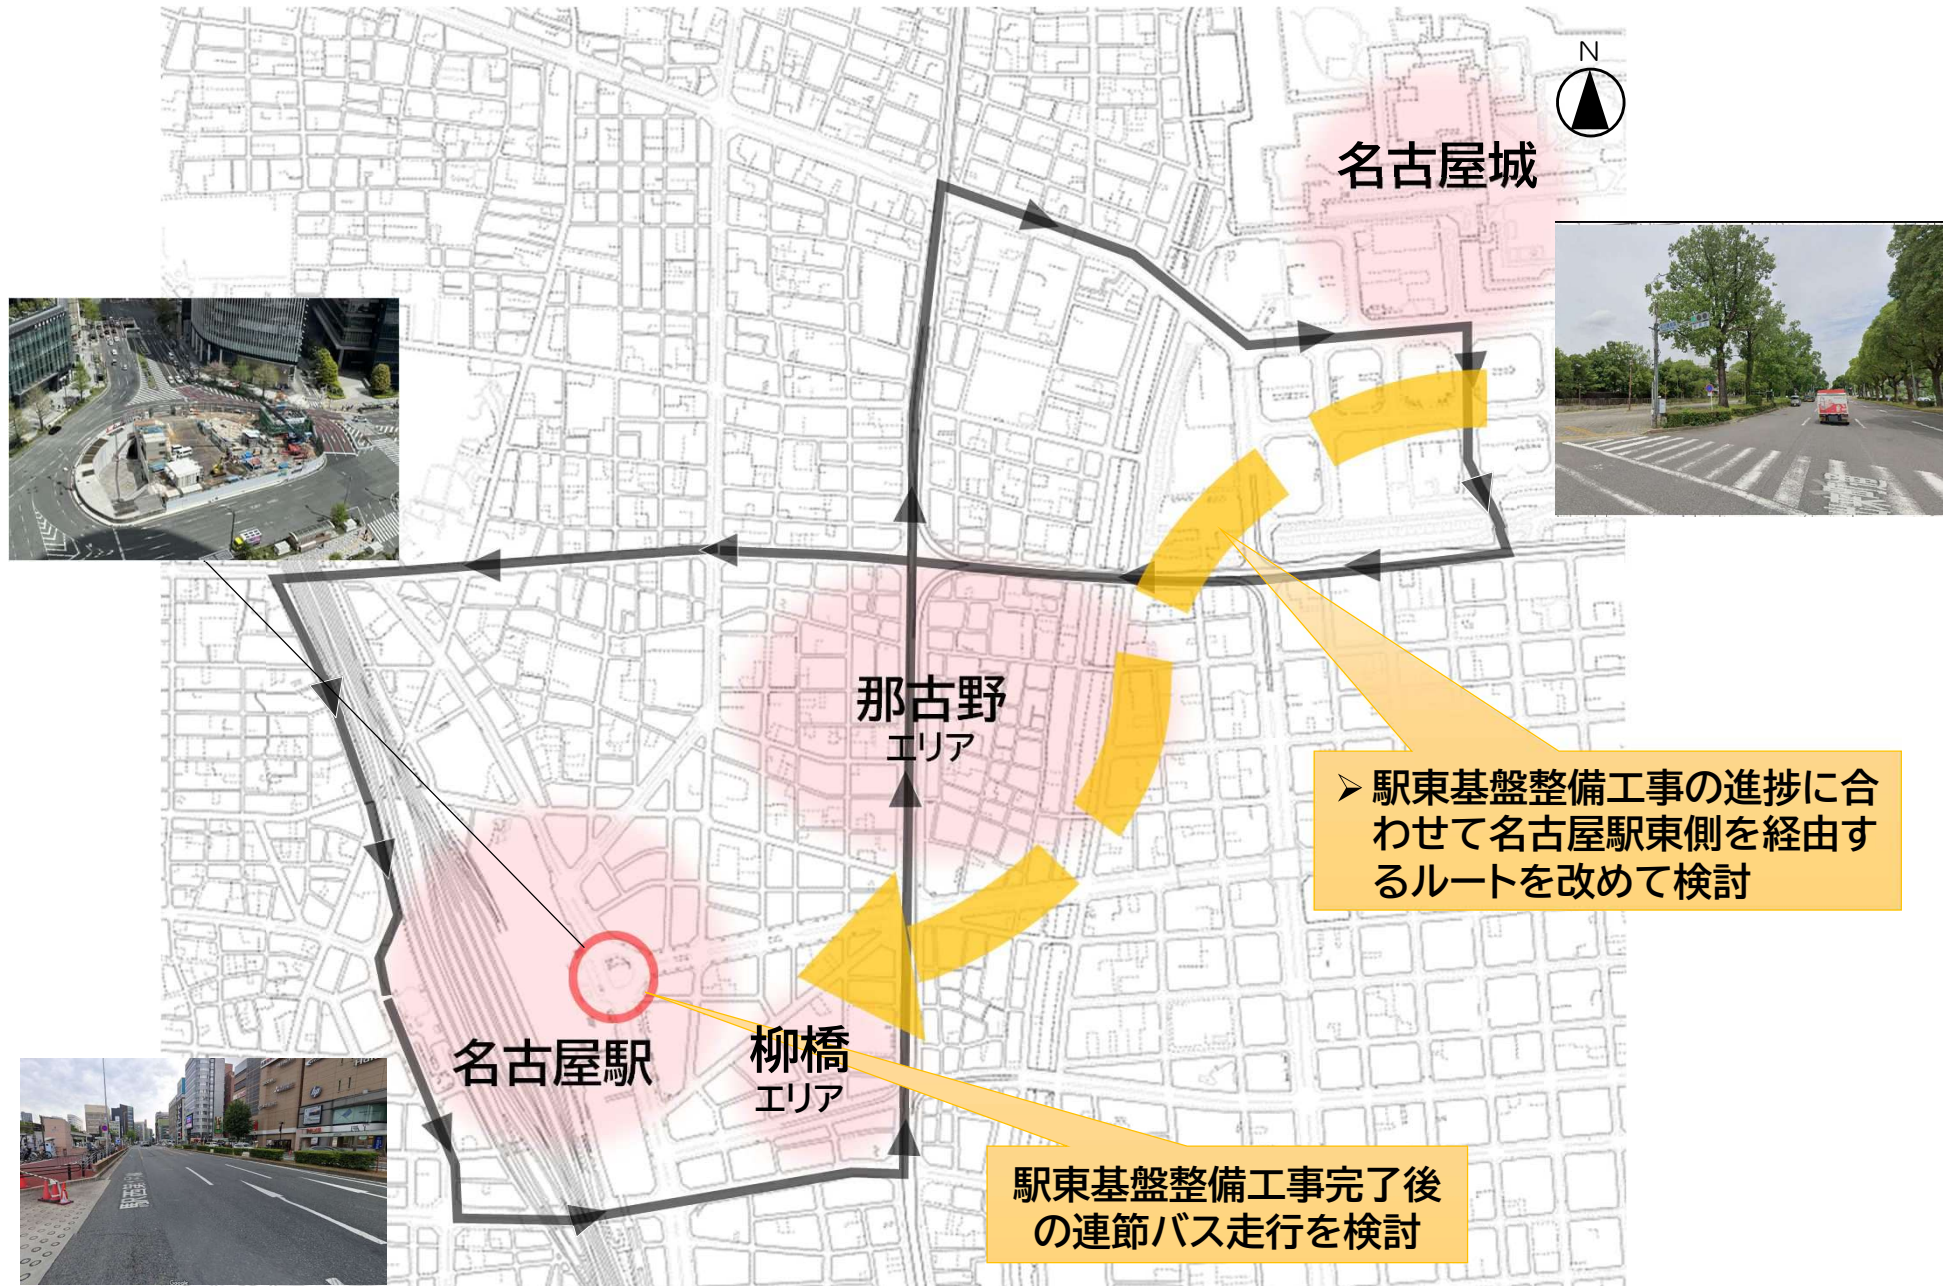 N
名古屋城
那古野
エリア
➢ 駅東基盤整備工事の進捗に合
わせて名古屋駅東側を経由す
るルートを改めて検討
名古屋駅
柳橋
エリア
駅東基盤整備工事完了後
の連節バス走行を検討
Google